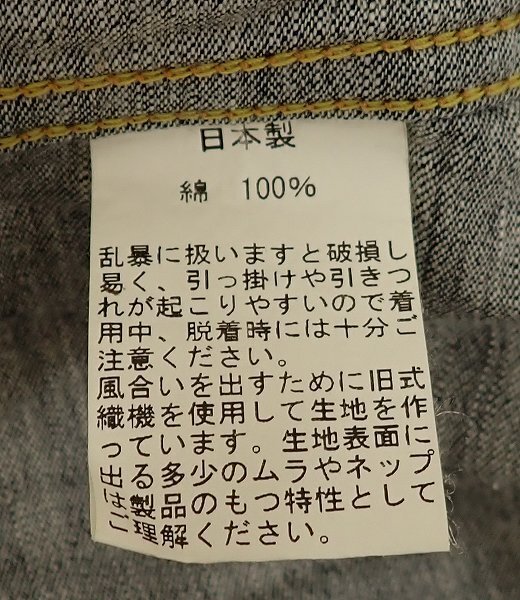 日本製
綿 100%
乱暴に扱いますと破損し
易く、引っ掛けや引きつ
れが起こりやすいので着
用中、脱着時には十分ご
注意ください。
風合いを出すために旧式
織機を使用して生地を作
っています。生地表面に
出る多少のムラやネップ
は製品のもつ特性として
ご理解ください。